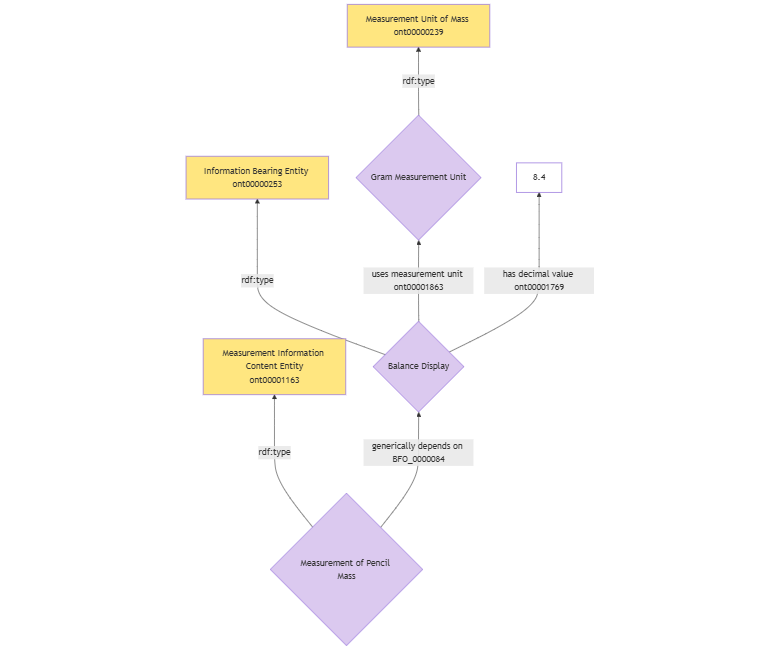 Measurement Unit of Mass
ont00000239
rdf:type
Information Bearing Entity
ont00000253
Gram Measurement Unit
8.4
rdf:type
uses measurement unit
ont00001863
has decimal value
ont00001769
Measurement Information
Content Entity
ont00001163
Balance Display
rdf:type
generically depends on
BFO_0000084
Measurement of Pencil
Mass